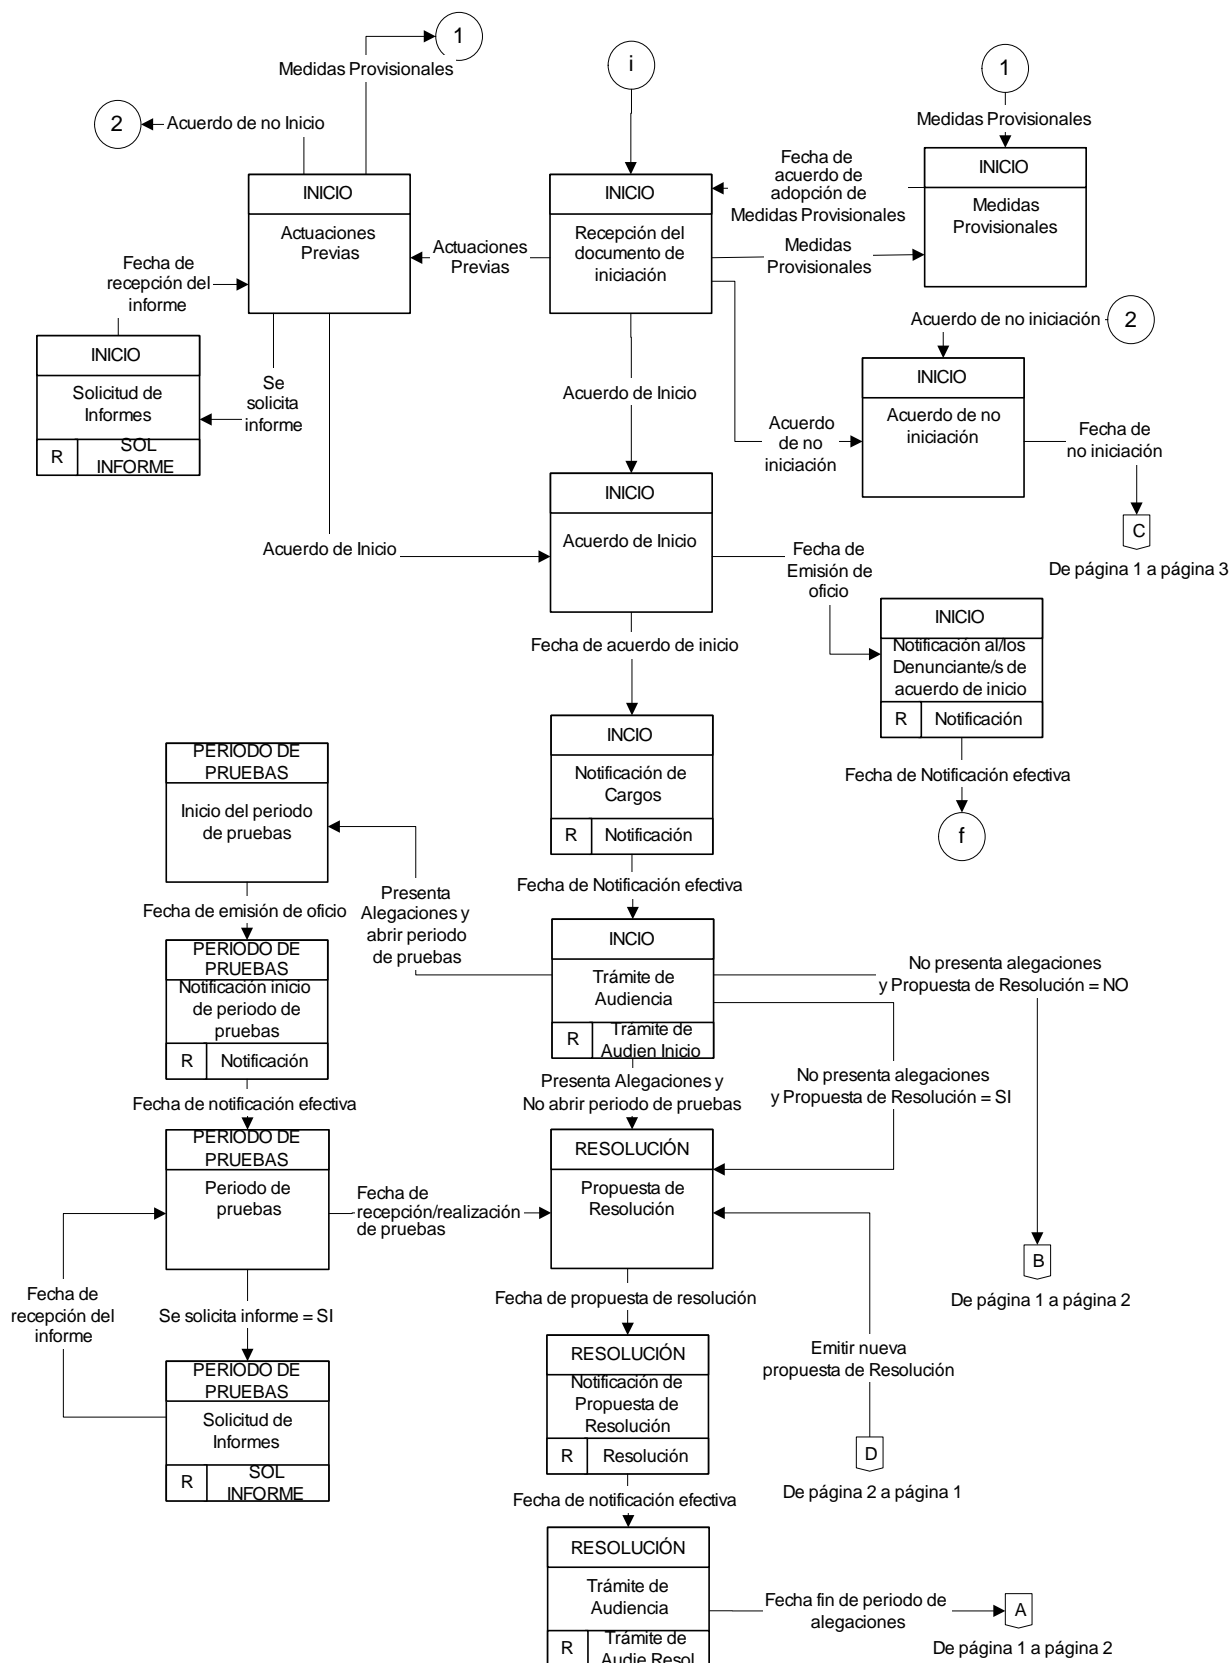 1
Medidas Provisionales
2
Acuerdo de no Inicio
i
1
Medidas Provisionales
INICIO
Actuaciones
Previas
Actuaciones
Previas
INICIO
Recepción del
documento de
iniciación
Fecha de
acuerdo de
adopción de
Medidas Provisionales
Medidas
Provisionales
INICIO
Medidas
Provisionales
Fecha de
recepción del
informe
INICIO
Solicitud de
Informes
R
SOL
INFORME
Se
solicita
informe
Acuerdo de Inicio
Acuerdo de no iniciación
2
INICIO
Acuerdo de no
iniciación
Acuerdo
de no
iniciación
Fecha de
no iniciación
C
De página 1 a página 3
Acuerdo de Inicio
INICIO
Acuerdo de Inicio
Fecha de
Emisión de
oficio
INICIO
Notificación al/los
Denunciante/s de
acuerdo de inicio
R
Notificación
Fecha de Notificación efectiva
f
Fecha de acuerdo de inicio
INCIO
Notificación de
Cargos
R
Notificación
Fecha de Notificación efectiva
PERIODO DE
PRUEBAS
Inicio del periodo
de pruebas
Presenta
Alegaciones y
abrir periodo
de pruebas
Fecha de emisión de oficio
PERIODO DE
PRUEBAS
Notificación inicio
de periodo de
pruebas
R
Notificación
Fecha de notificación efectiva
INCIO
Trámite de
Audiencia
R
Trámite de
Audien Inicio
No presenta alegaciones
y Propuesta de Resolución = NO
No presenta alegaciones
y Propuesta de Resolución = SI
Presenta Alegaciones y
No abrir periodo de pruebas
PERIODO DE
PRUEBAS
Periodo de
pruebas
Fecha de
recepción/realización
de pruebas
RESOLUCIÓN
Propuesta de
Resolución
B
De página 1 a página 2
Fecha de
recepción del
informe
Se solicita informe = SI
PERIODO DE
PRUEBAS
Solicitud de
Informes
R
SOL
INFORME
Fecha de propuesta de resolución
RESOLUCIÓN
Notificación de
Propuesta de
Resolución
R
Resolución
Emitir nueva
propuesta de Resolución
D
De página 2 a página 1
Fecha de notificación efectiva
RESOLUCIÓN
Trámite de
Audiencia
R
Trámite de
Audie Resol
Fecha fin de periodo de
alegaciones
A
De página 1 a página 2